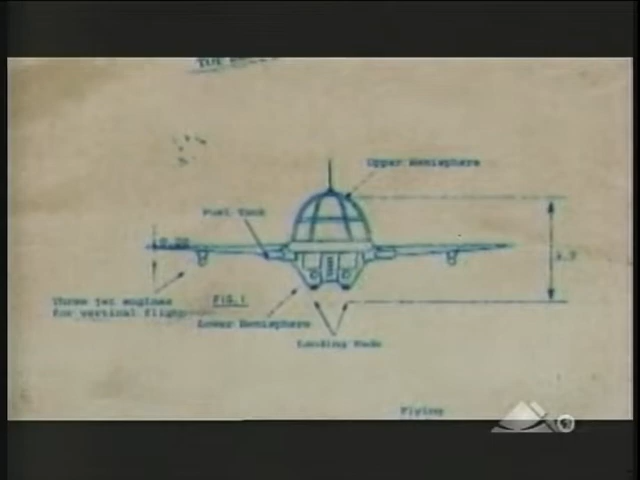 Upper Hemisphere
Fuel Tank
Three jet engines
for vertical flight
FIG.1
Lower Hemisphere
Landing Pads
Flying